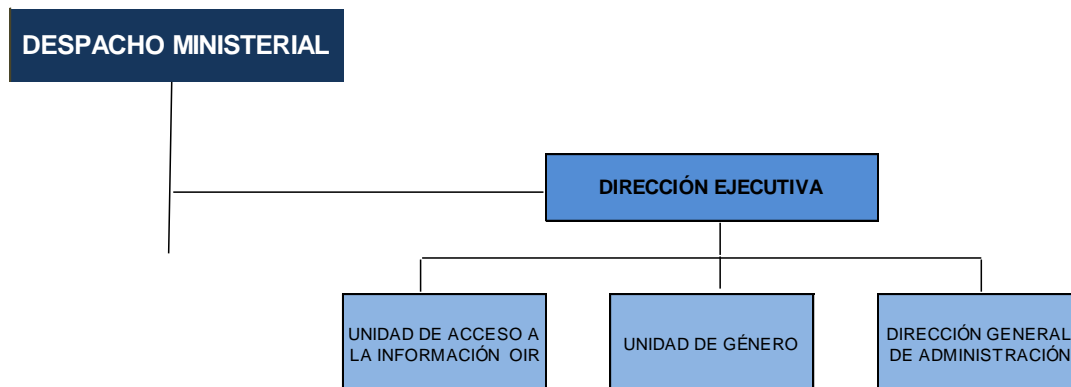 DESPACHO MINISTERIAL
DIRECCIÓN EJECUTIVA
UNIDAD DE ACCESO A
LA INFORMACIÓN OIR
UNIDAD DE GÉNERO
DIRECCIÓN GENERAL
DE ADMINISTRACIÓN